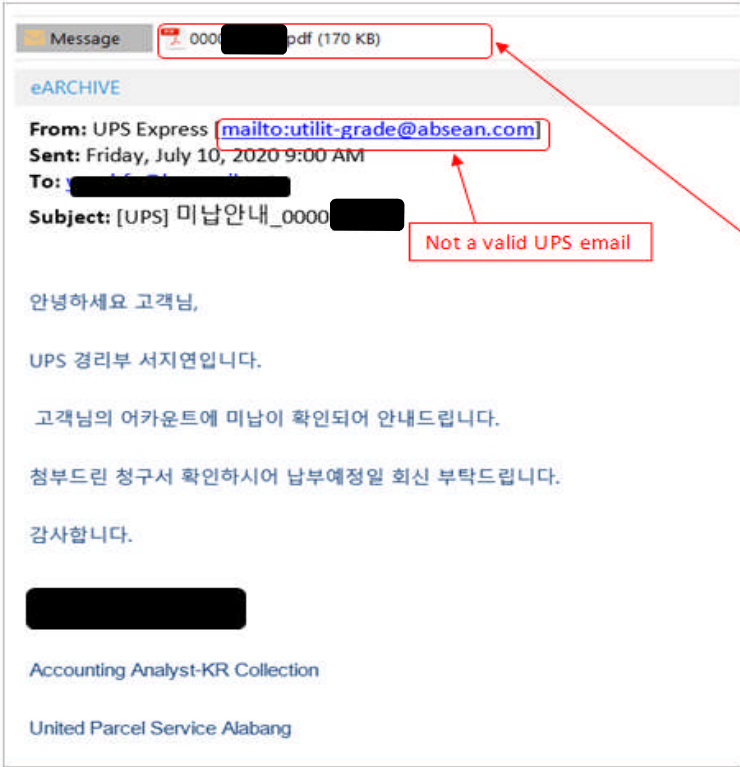 Message
0000 pdf (170 KB)
eARCHIVE
From: UPS Express [mailto:utilit-grade@absean.com]
Sent: Friday, July 10, 2020 9:00 AM
To:
Subject: [UPS] 미납안내_0000
Not a valid UPS email
안녕하세요 고객님,
UPS 경리부 서지연입니다.
고객님의 어카운트에 미납이 확인되어 안내드립니다.
첨부드린 청구서 확인하시어 납부예정일 회신 부탁드립니다.
감사합니다.
Accounting Analyst-KR Collection
United Parcel Service Alabang